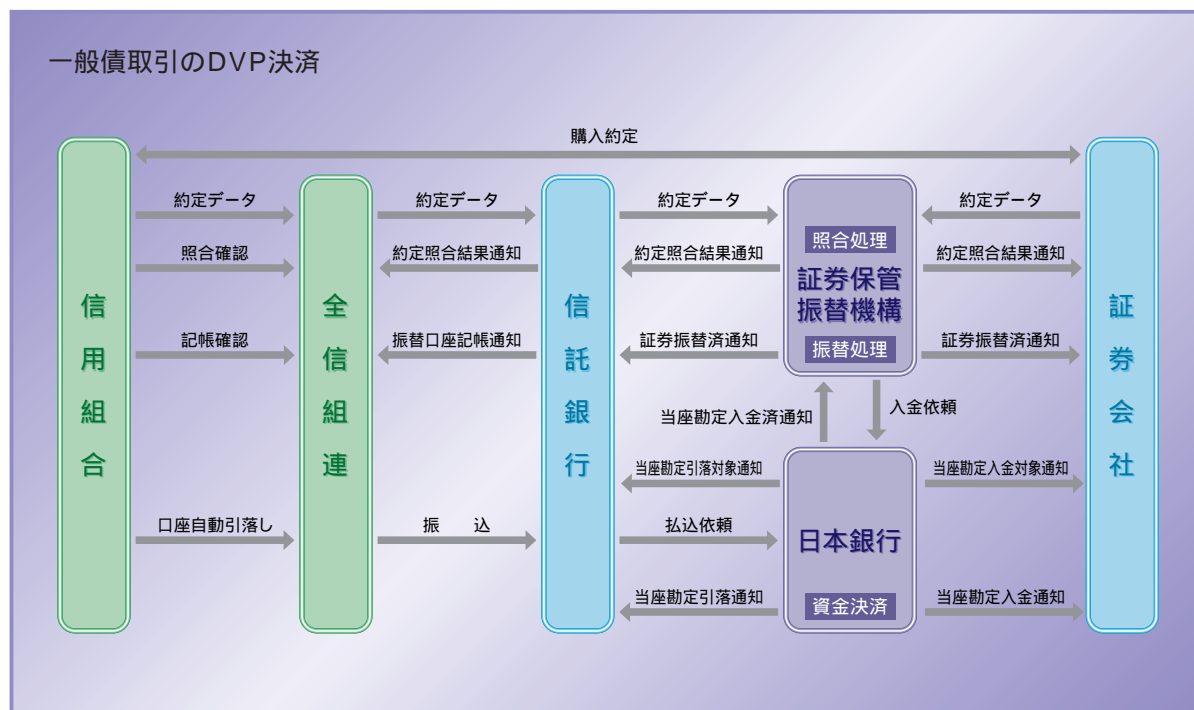 一般債取引のDVP決済
購入約定
約定データ
約定データ
約定データ
約定データ
照合処理
照合確認
約定照合結果通知
約定照合結果通知
約定照合結果通知
証券保管
振替機構
信用組合
全信組連
信託銀行
証券会社
記帳確認
振替口座記帳通知
証券振替済通知
振替処理
証券振替済通知
当座勘定入金済通知
入金依頼
当座勘定引落対象通知
当座勘定入金対象通知
口座自動引落し
振　込
払込依頼
日本銀行
当座勘定引落通知
資金決済
当座勘定入金通知